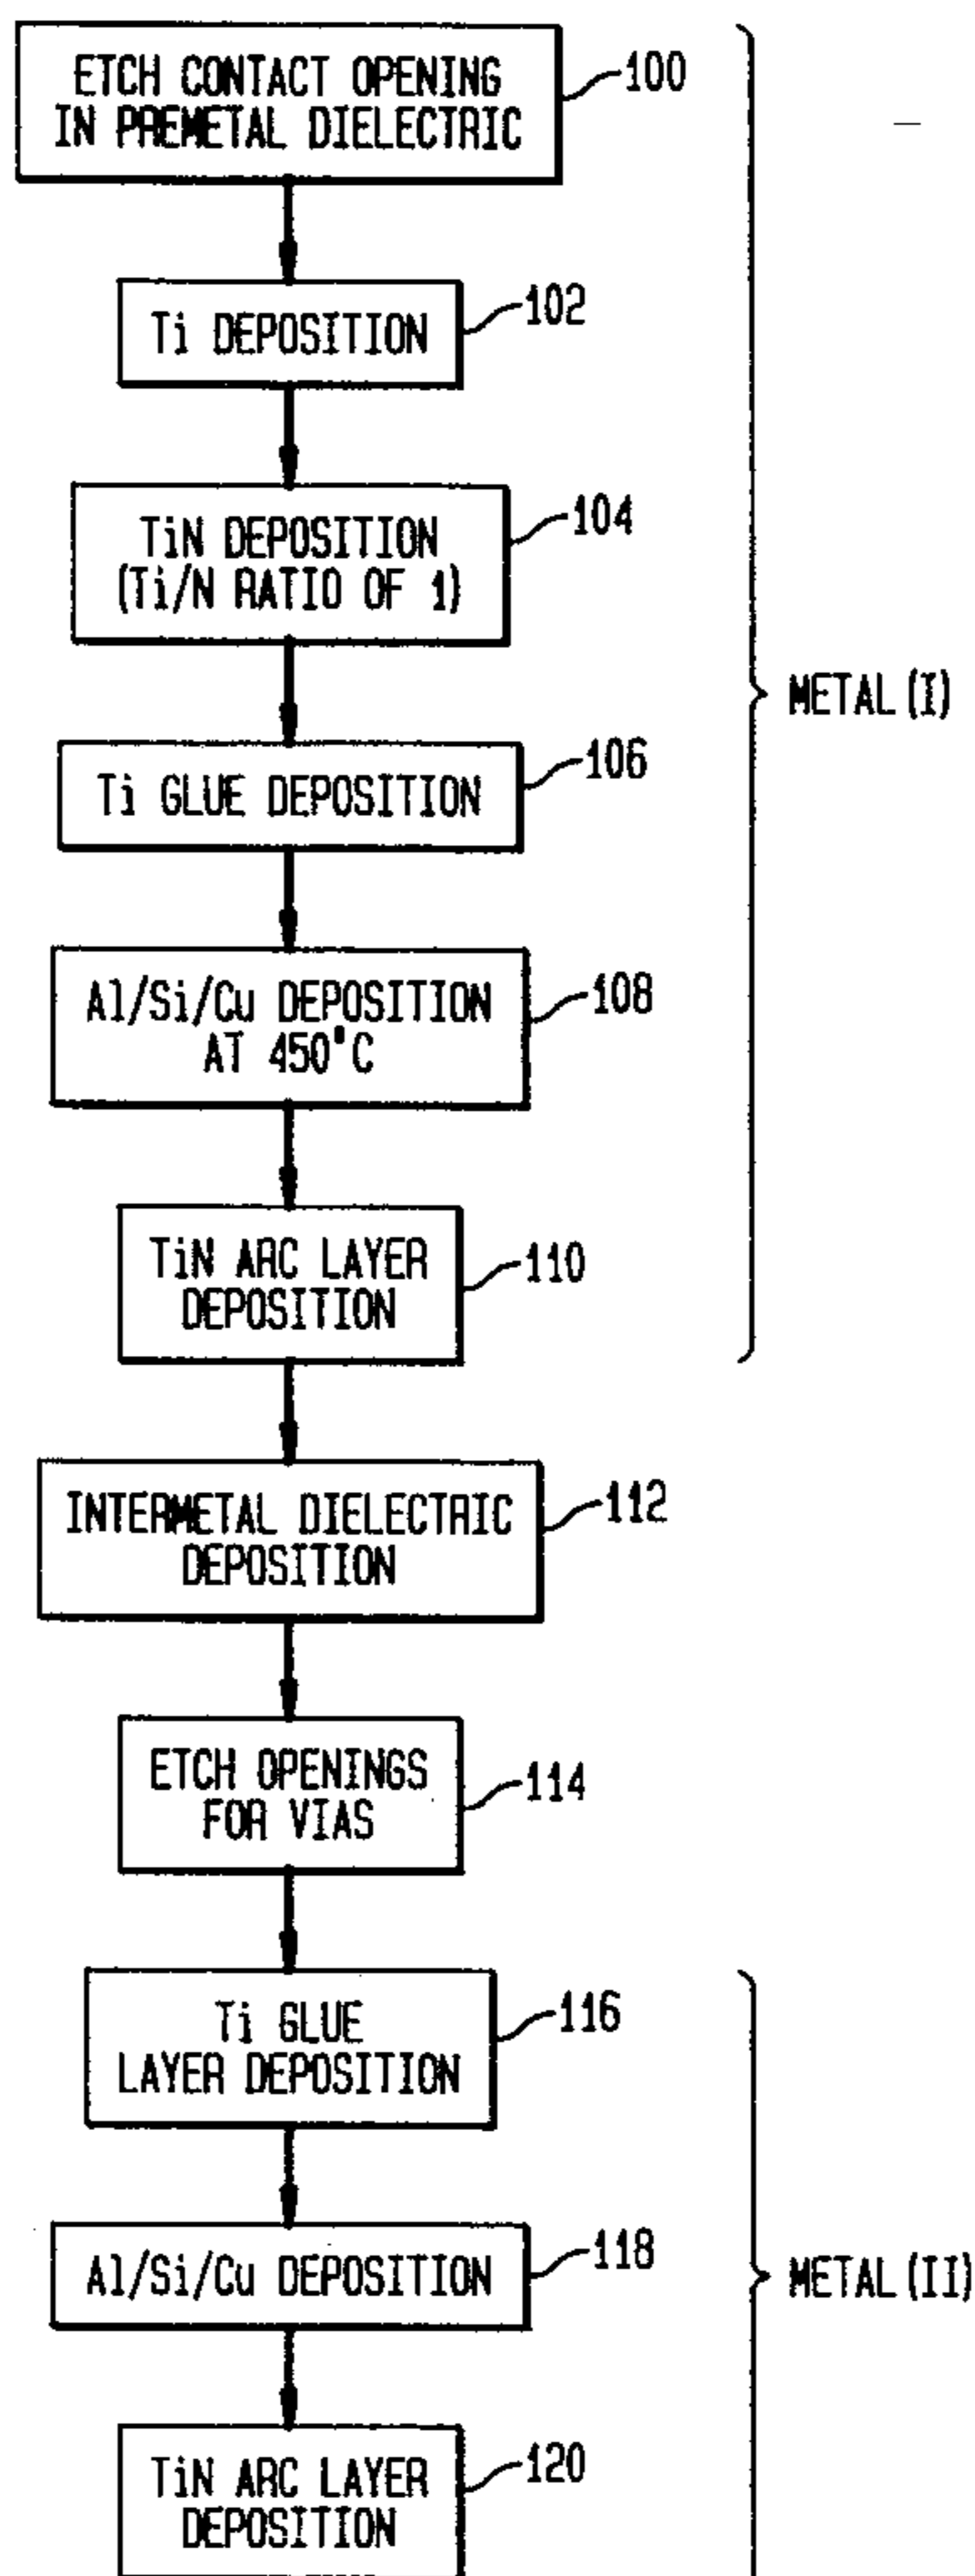 ETCH CONTACT OPENING
IN PREMETAL DIELECTRIC
100
Ti DEPOSITION
102
TiN DEPOSITION
(Ti/N RATIO OF 1)
104
METAL (I)
Ti GLUE DEPOSITION
106
Al/Si/Cu DEPOSITION
AT 450°C
108
TiN ARC LAYER
DEPOSITION
110
INTERMETAL DIELECTRIC
DEPOSITION
112
ETCH OPENINGS
FOR VIAS
114
Ti GLUE
LAYER DEPOSITION
116
Al/Si/Cu DEPOSITION
118
METAL (II)
TiN ARC LAYER
DEPOSITION
120